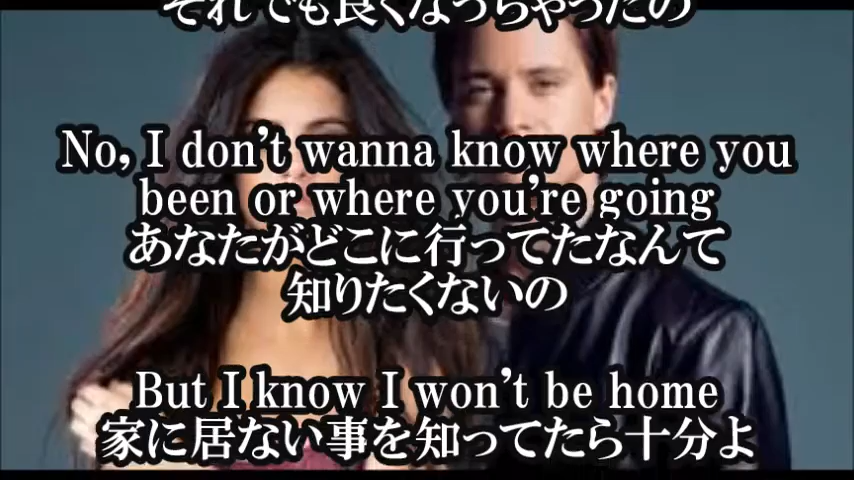 それでも良くなっちゃったの
No, I don't wanna know where you
been or where you're going
あなたがどこに行ってたなんて
知りたくないの
But I know I won't be home
家に居ない事を知ってたら十分よ